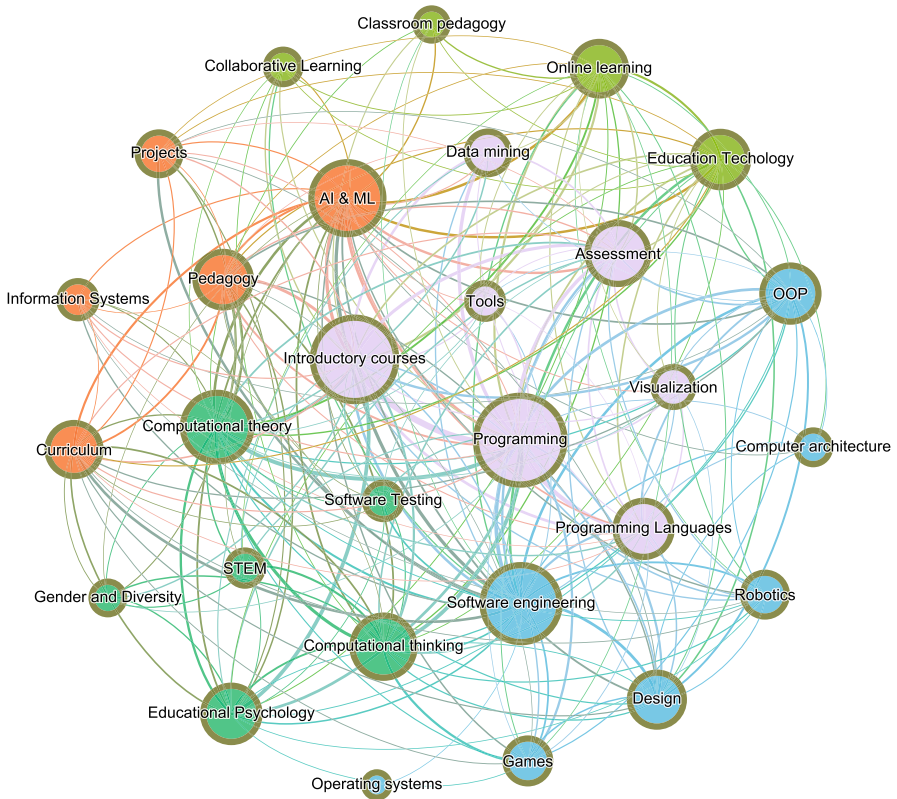 Classroom pedagogy
Collaborative Learning
Online learning
Projects
Data mining
Education Techology
AI & ML
Assessment
Pedagogy
Information Systems
Tools
OOP
Introductory courses
Visualization
Computational theory
Programming
Curriculum
Computer architecture
Software Testing
Programming Languages
STEM
Gender and Diversity
Software engineering
Robotics
Computational thinking
Educational Psychology
Design
Games
Operating systems